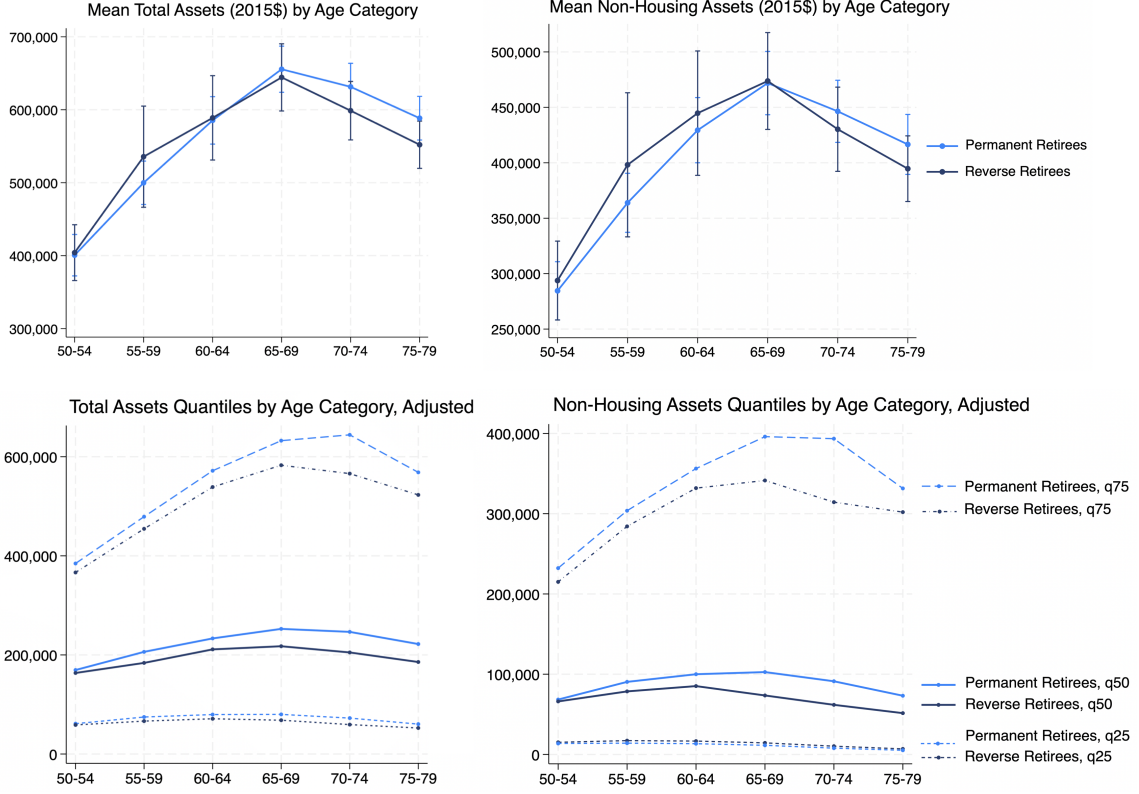 Mean Total Assets (2015$) by Age Category
700,000
600,000
500,000
400,000
300,000
50-54 55-59 60-64 65-69 70-74 75-79
Mean Non-Housing Assets (2015$) by Age Category
500,000
450,000
400,000
350,000
300,000
250,000
50-54 55-59 60-64 65-69 70-74 75-79
Permanent Retirees
Reverse Retirees
Total Assets Quantiles by Age Category, Adjusted
600,000
400,000
200,000
0
50-54 55-59 60-64 65-69 70-74 75-79
Non-Housing Assets Quantiles by Age Category, Adjusted
400,000
300,000
200,000
100,000
0
50-54 55-59 60-64 65-69 70-74 75-79
Permanent Retirees, q75
Reverse Retirees, q75
Permanent Retirees, q50
Reverse Retirees, q50
Permanent Retirees, q25
Reverse Retirees, q25